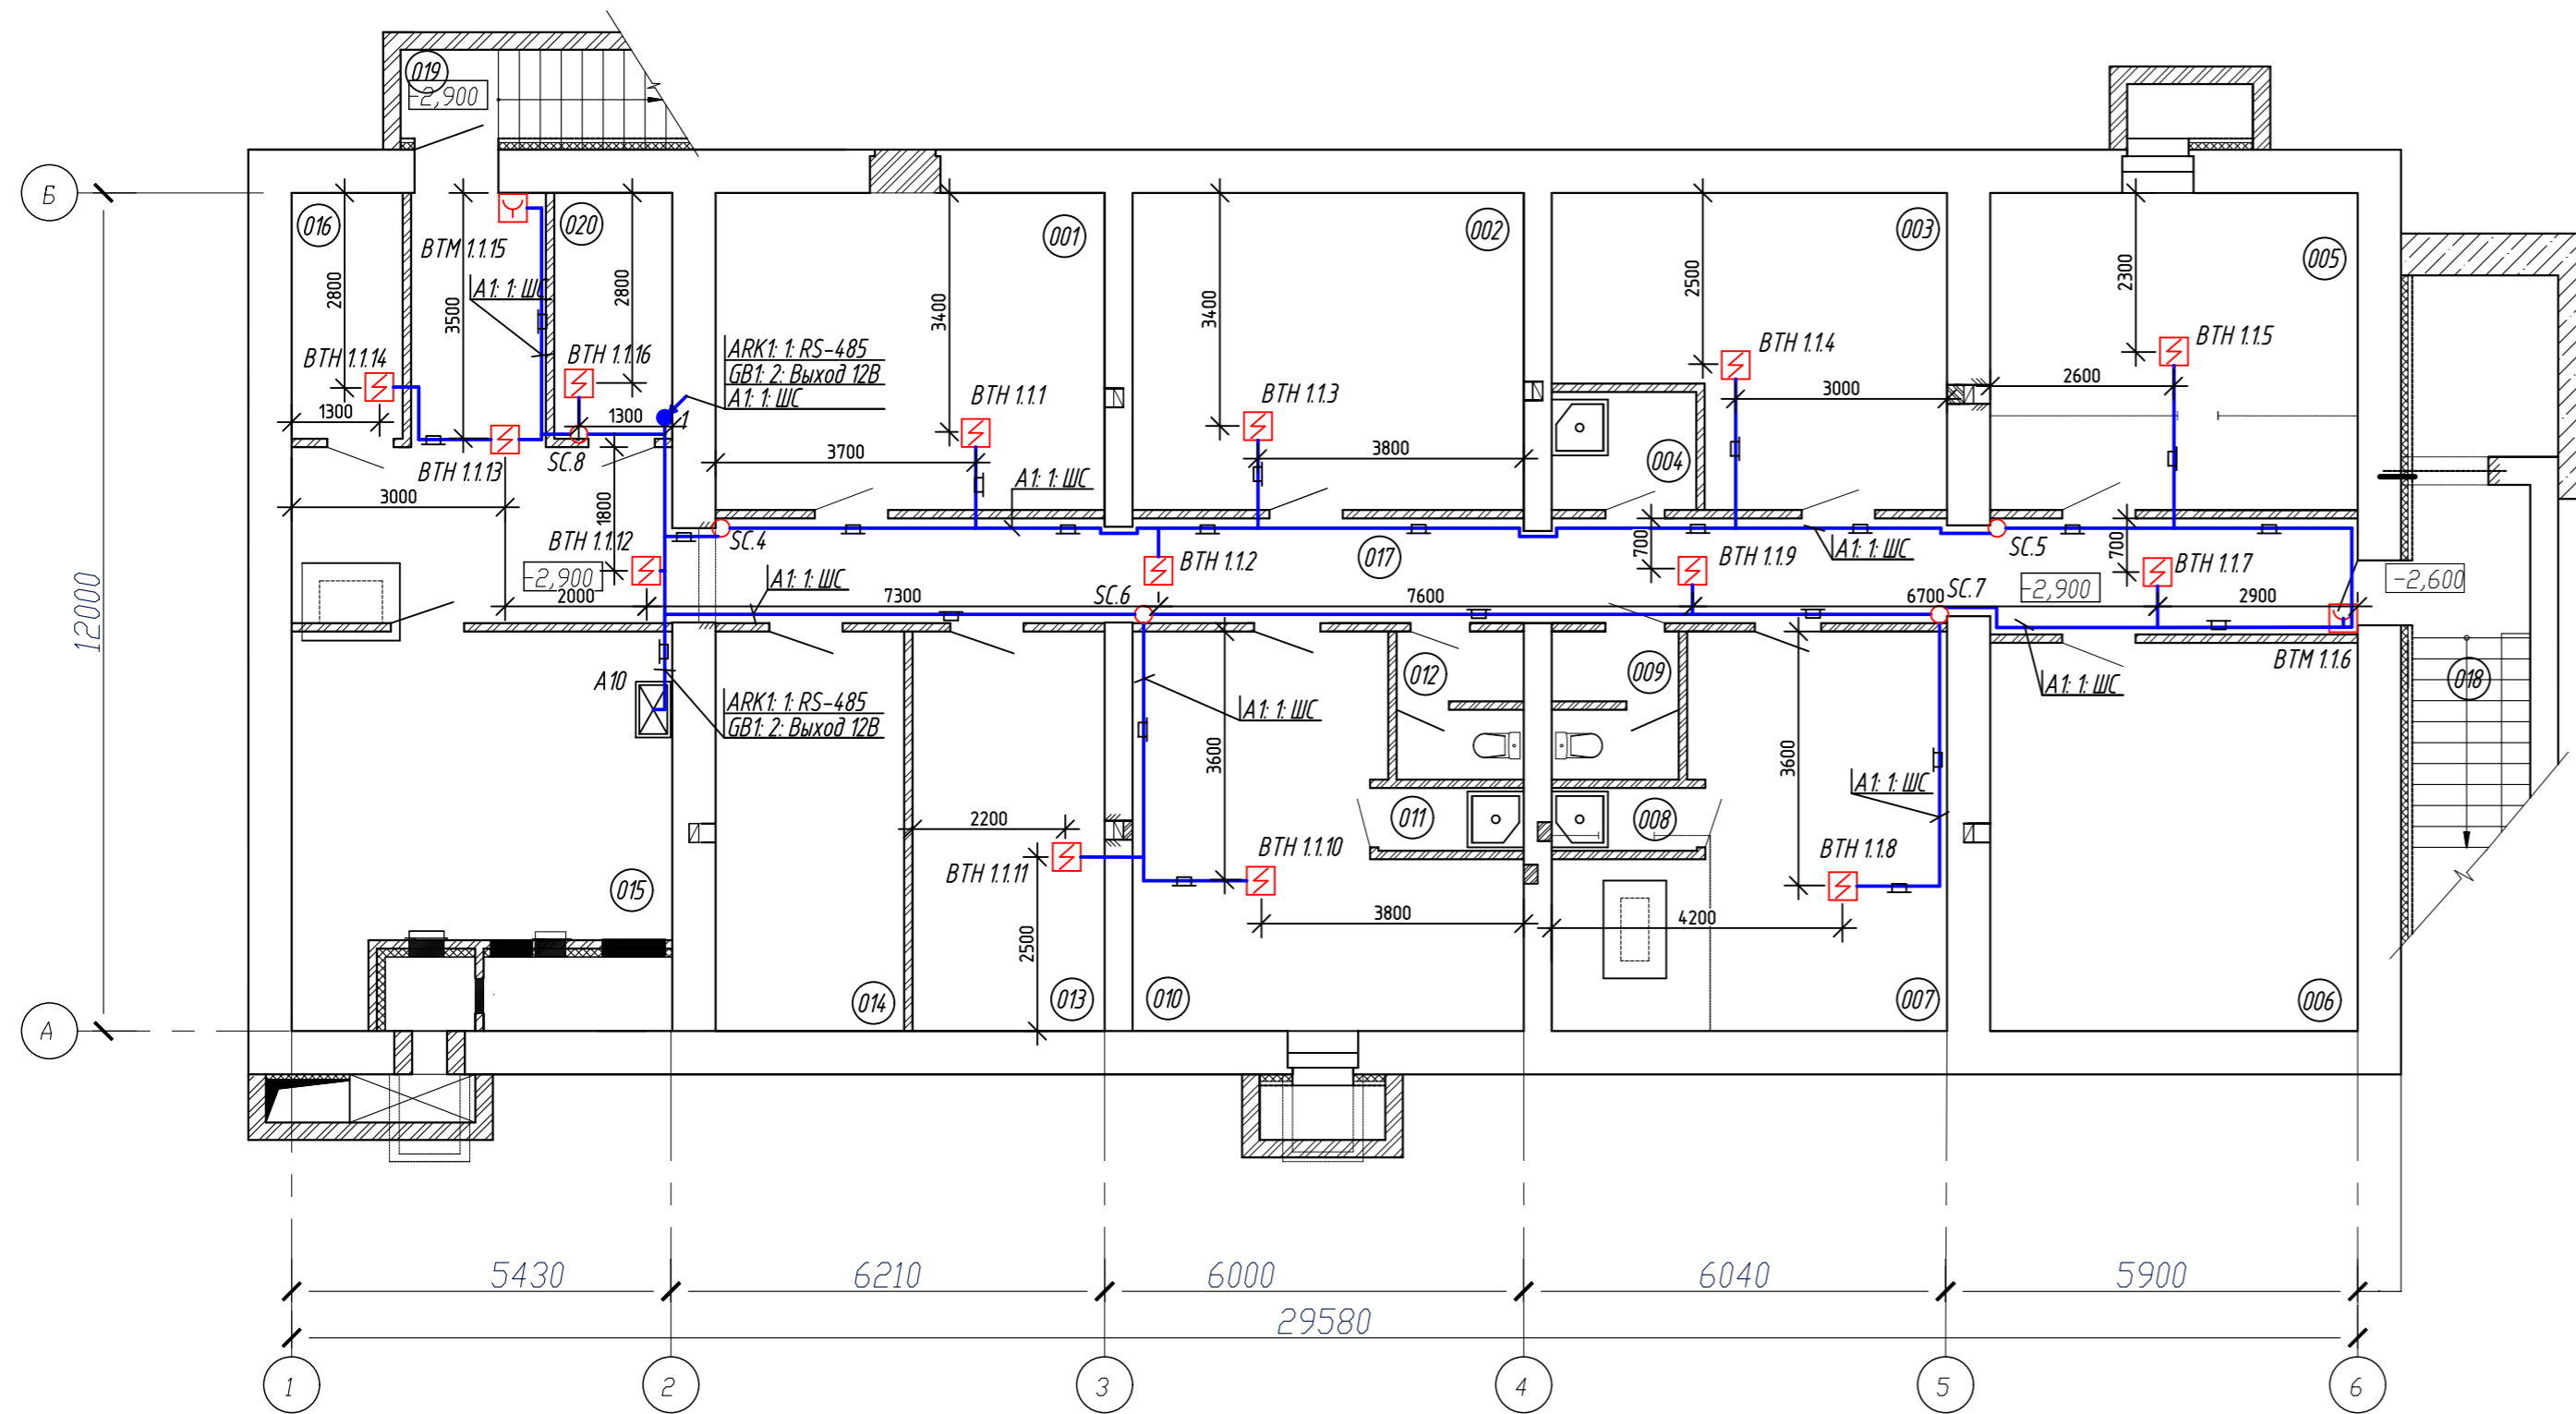 019
-2,900
Б
016
020
001
002
003
005
ВТМ 1.1.15
А1: 1: ШС
2800
3500
2800
3400
3400
2500
2300
ВТН 1.1.14
ВТН 1.1.16
ARK1: 1: RS-485
GB1: 2: Выход 12В
А1: 1: ШС
ВТН 1.1.1
ВТН 1.1.3
ВТН 1.1.4
ВТН 1.1.5
1300
1300
1
3000
2600
ВТН 1.1.13
SC.8
3700
3800
004
А1: 1: ШС
3000
1800
ВТН 1.1.12
SC.4
017
ВТН 1.1.2
700
ВТН 1.1.9
А1: 1: ШС
SC.5
700
ВТН 1.1.7
-2,900
А1: 1: ШС
SC.6
SC.7
-2,900
-2,600
2000
7300
7600
6700
2900
12000
А10
ARK1: 1: RS-485
GB1: 2: Выход 12В
А1: 1: ШС
012
009
ВТМ 1.1.6
А1: 1: ШС
018
3600
3600
А1: 1: ШС
2200
011
008
ВТН 1.1.11
ВТН 1.1.10
ВТН 1.1.8
015
2500
3800
4200
014
013
010
007
006
А
5430
6210
6000
6040
5900
29580
1
2
3
4
5
6